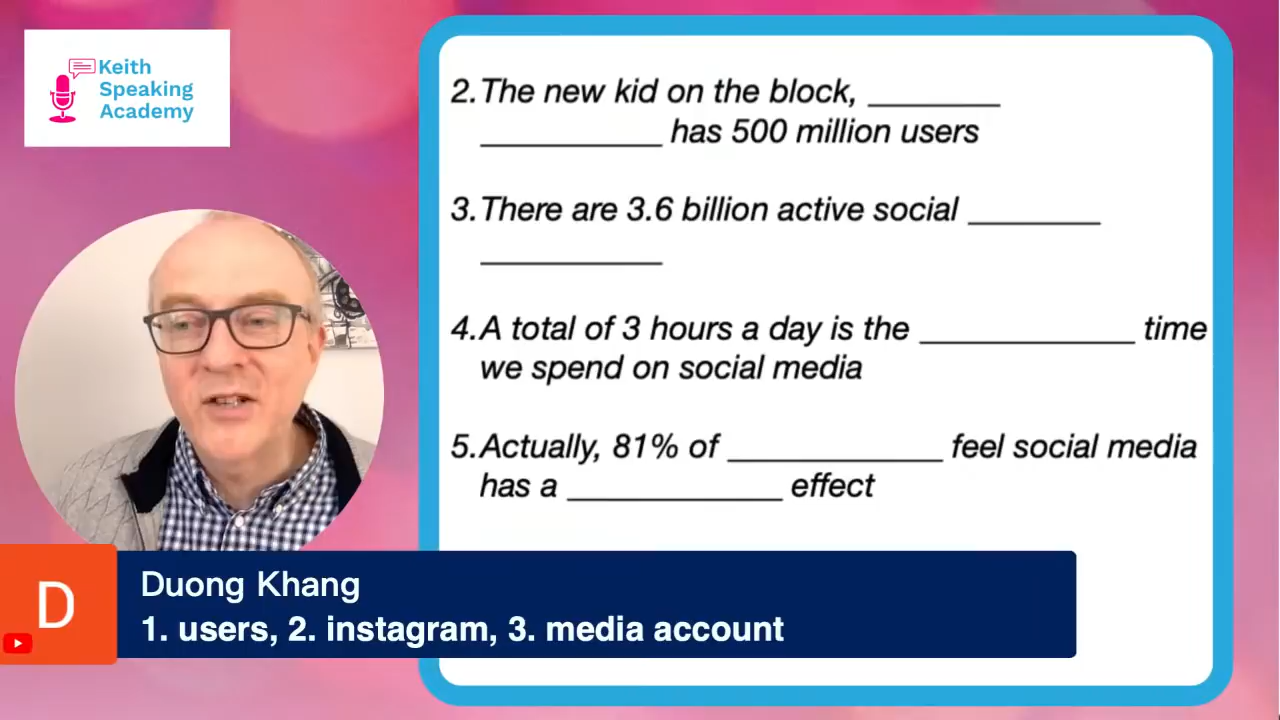 Keith
Speaking
Academy
2. The new kid on the block, ________
___________ has 500 million users
3. There are 3.6 billion active social ________
___________
4. A total of 3 hours a day is the _____________ time
we spend on social media
5. Actually, 81% of _____________ feel social media
has a _____________ effect
D
Duong Khang
1. users, 2. instagram, 3. media account